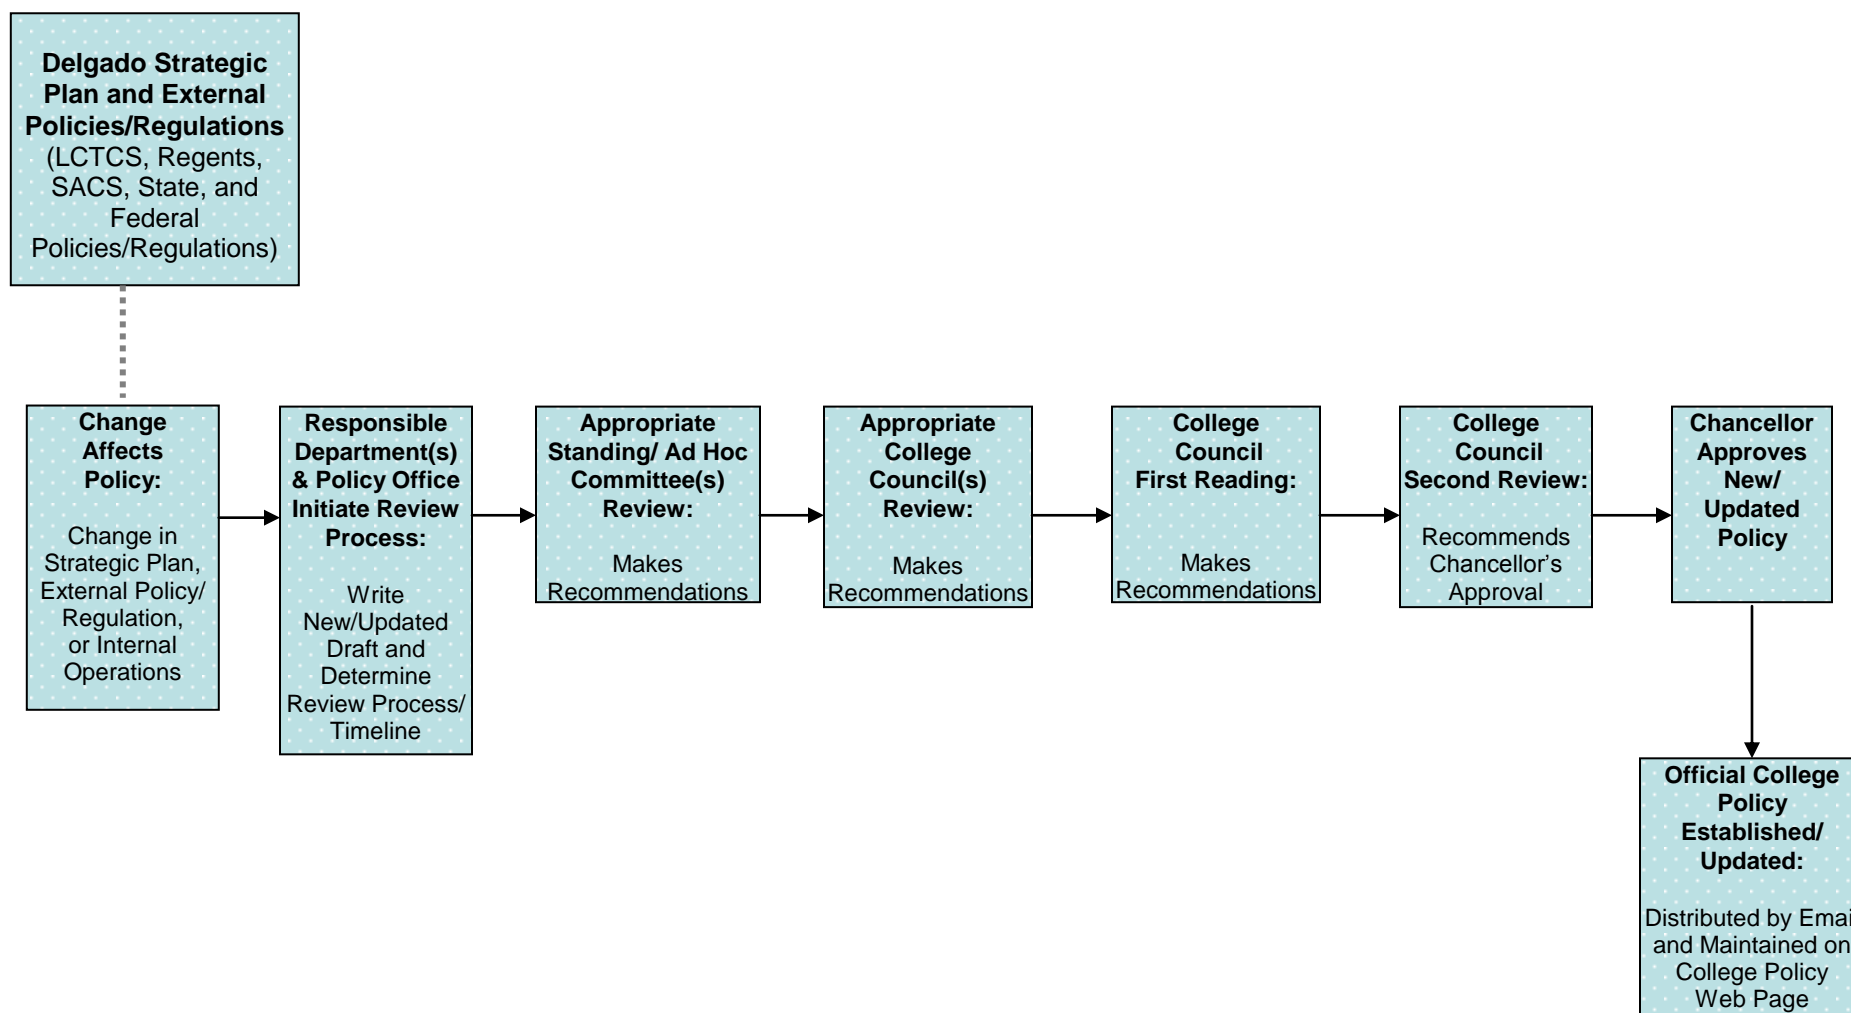 Delgado Strategic
Plan and External
Policies/Regulations
(LCTCS, Regents,
SACS, State, and
Federal
Policies/Regulations)
Change
Affects
Policy:
Change in
Strategic Plan,
External Policy/
Regulation,
or Internal
Operations
Responsible
Department(s)
& Policy Office
Initiate Review
Process:
Write
New/Updated
Draft and
Determine
Review Process/
Timeline
Appropriate
Standing/ Ad Hoc
Committee(s)
Review:
Makes
Recommendations
Appropriate
College
Council(s)
Review:
Makes
Recommendations
College
Council
First Reading:
Makes
Recommendations
College
Council
Second Review:
Recommends
Chancellor’s
Approval
Chancellor
Approves
New/
Updated
Policy
Official College
Policy
Established/
Updated:
Distributed by Emai
and Maintained on
College Policy
Web Page